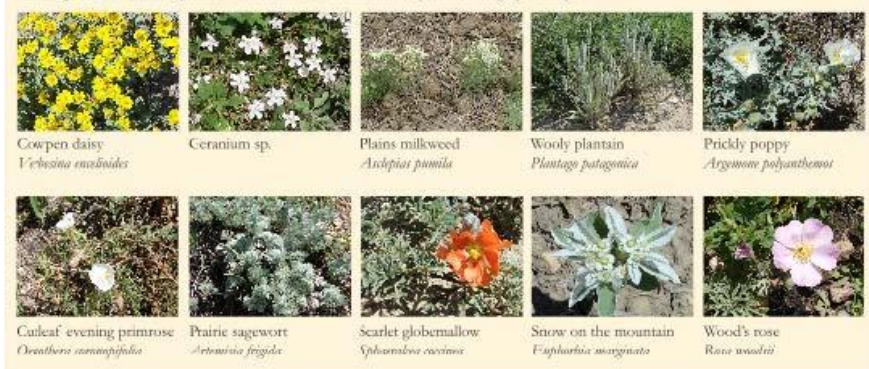 Cowpen daisy
Verbesina encelioides
Geranium sp.
Plains milkweed
Asclepias pumila
Wooly plantain
Plantago patagonica
Prickly poppy
Argemone polyanthemos
Cutleaf evening primrose
Oenothera coronopifolia
Prairie sagewort
Artemisia frigida
Scarlet globemallow
Sphaeralcea coccinea
Snow on the mountain
Euphorbia marginata
Wood's rose
Rosa woodsii